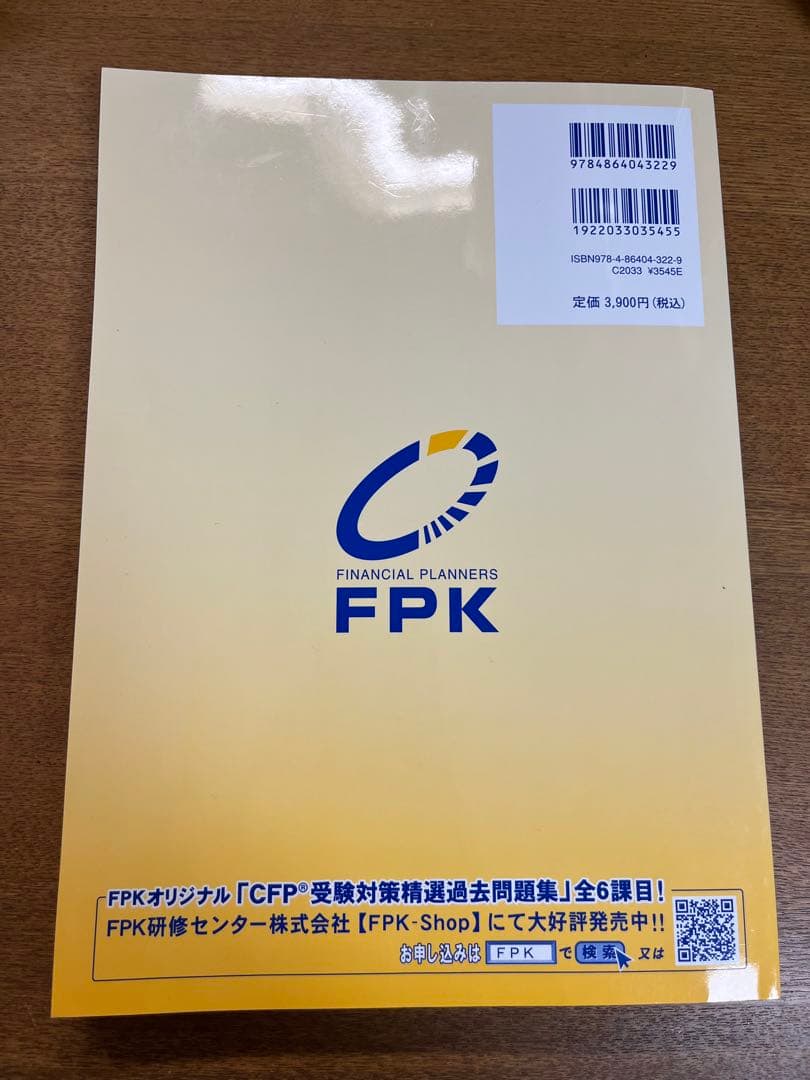 9784864043229
1922033035455
ISBN978-4-86404-322-9
C2033 ¥3545E
定価 3,900円(税込)
FINANCIAL PLANNERS
FPK
FPKオリジナル「CFP®受験対策精選過去問題集」全6課目!
FPK研修センター株式会社【FPK-Shop】にて大好評発売中!!
お申し込みは FPK で 検索 又は